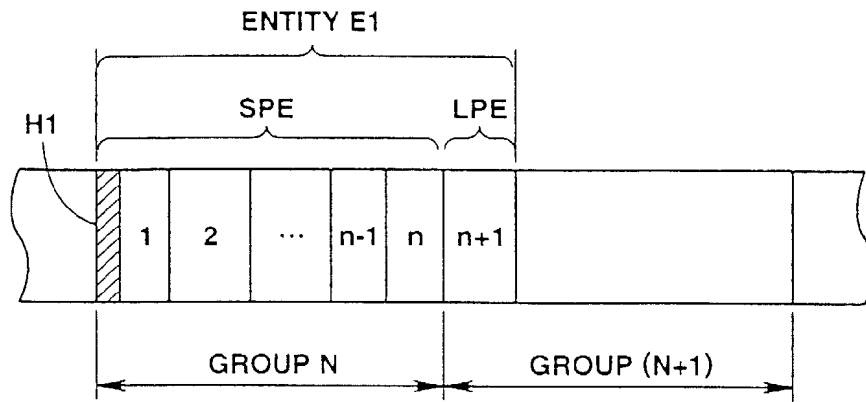 ENTITY E1
SPE LPE
H1
1 2 ... n-1 n n+1
GROUP N GROUP (N+1)